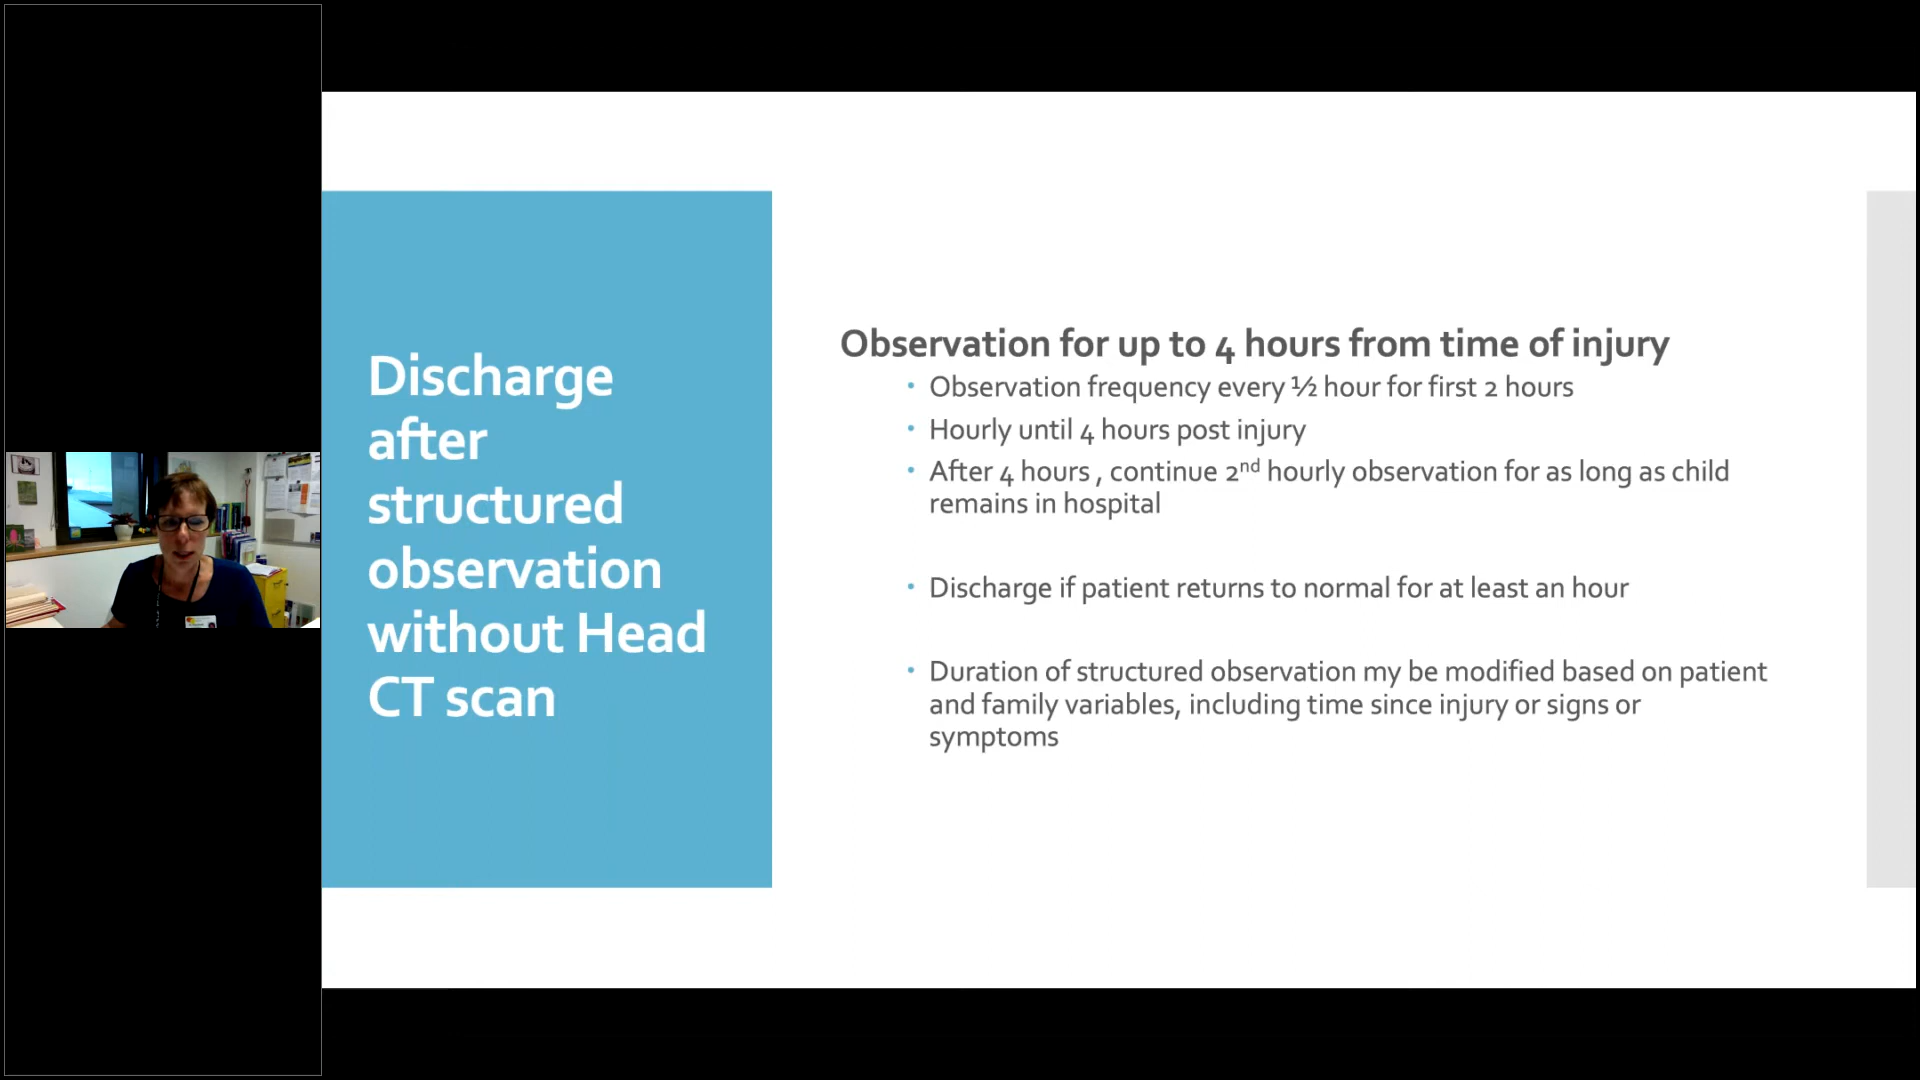 Discharge
after
structured
observation
without Head
CT scan
Observation for up to 4 hours from time of injury
• Observation frequency every ½ hour for first 2 hours
• Hourly until 4 hours post injury
• After 4 hours , continue 2nd hourly observation for as long as child
remains in hospital
• Discharge if patient returns to normal for at least an hour
• Duration of structured observation my be modified based on patient
and family variables, including time since injury or signs or
symptoms